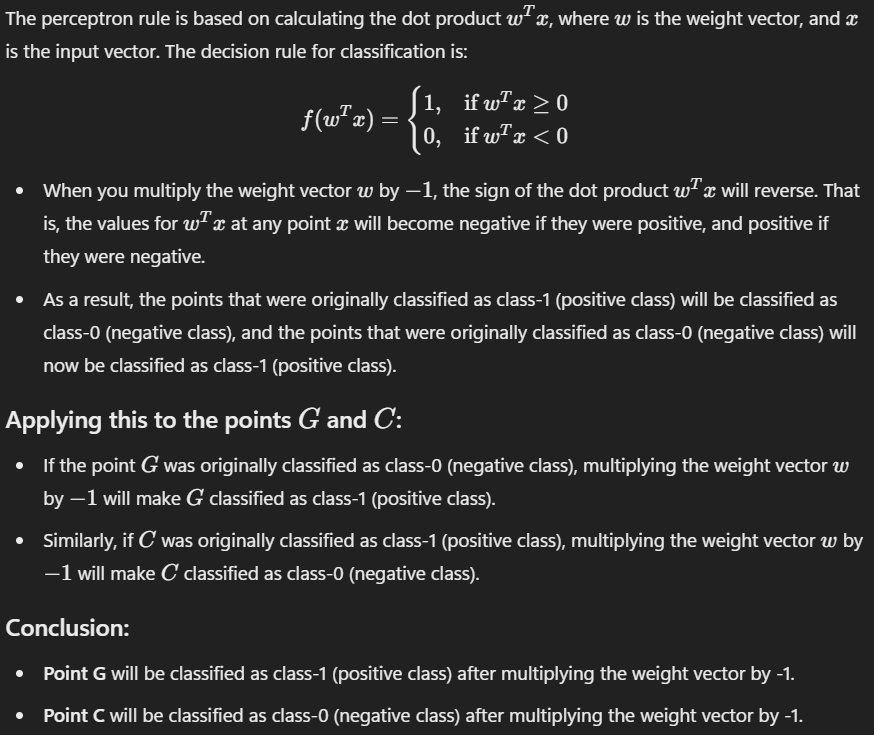 The perceptron rule is based on calculating the dot product $w^T x$, where $w$ is the weight vector, and $x$
is the input vector. The decision rule for classification is:
$f(w^T x) = \begin{cases} 1, & \text{if } w^T x \geq 0 \\ 0, & \text{if } w^T x < 0 \end{cases}$
• When you multiply the weight vector $w$ by $-1$, the sign of the dot product $w^T x$ will reverse. That
is, the values for $w^T x$ at any point $x$ will become negative if they were positive, and positive if
they were negative.
• As a result, the points that were originally classified as class-1 (positive class) will be classified as
class-0 (negative class), and the points that were originally classified as class-0 (negative class) will
now be classified as class-1 (positive class).
Applying this to the points $G$ and $C$:
• If the point $G$ was originally classified as class-0 (negative class), multiplying the weight vector $w$
by $-1$ will make $G$ classified as class-1 (positive class).
• Similarly, if $C$ was originally classified as class-1 (positive class), multiplying the weight vector $w$ by
$-1$ will make $C$ classified as class-0 (negative class).
Conclusion:
• Point G will be classified as class-1 (positive class) after multiplying the weight vector by -1.
• Point C will be classified as class-0 (negative class) after multiplying the weight vector by -1.